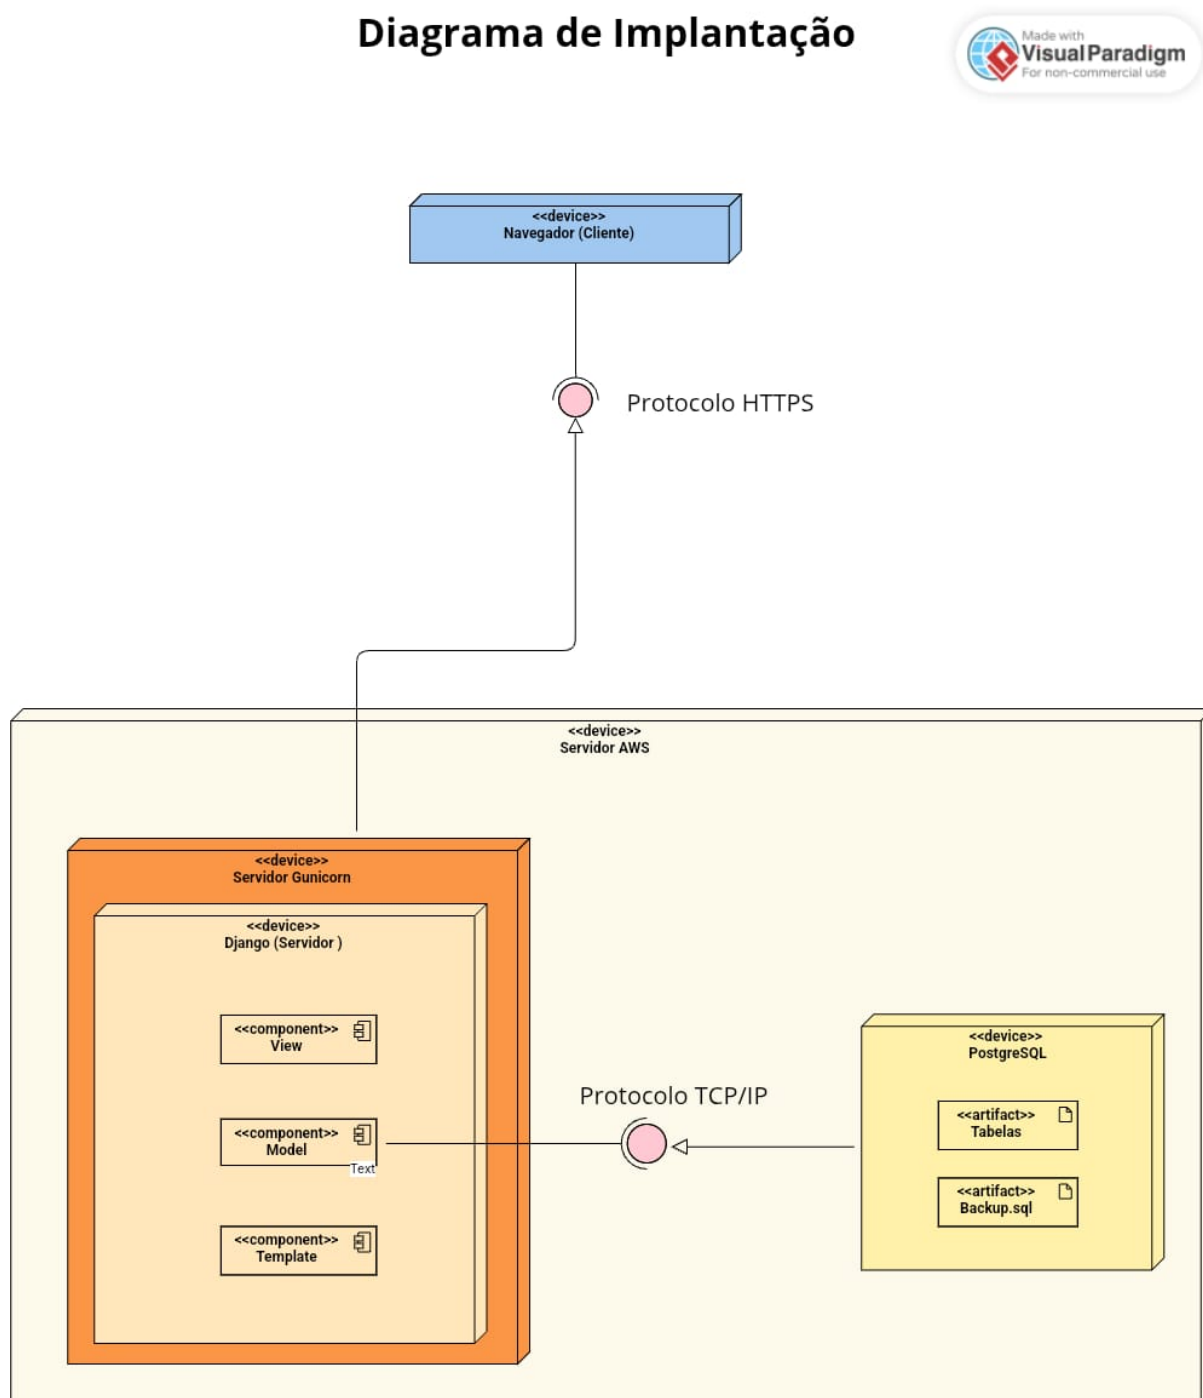 Diagrama de Implantação
Made with
Visual Paradigm
For non-commercial use
<<device>>
Navegador (Cliente)
Protocolo HTTPS
<<device>>
Servidor AWS
<<device>>
Servidor Gunicorn
<<device>>
Django (Servidor )
<<component>>
View
<<component>>
Model
Text
<<component>>
Template
Protocolo TCP/IP
<<device>>
PostgreSQL
<<artifact>>
Tabelas
<<artifact>>
Backup.sql